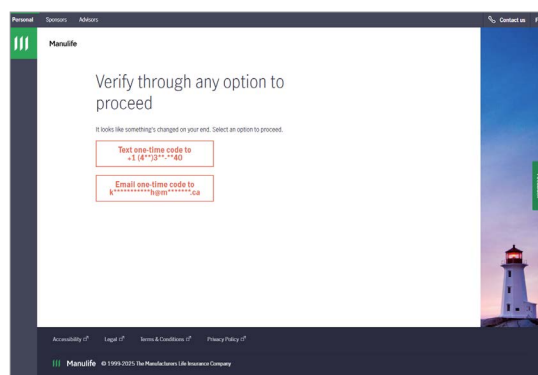 Personal Sponsors Advisors Contact us
Manulife
Verify through any option to
proceed
It looks like something's changed on your end. Select an option to proceed.
Text one-time code to
+1 (4**)3**-**40
Email one-time code to
k***********h@m*******.ca
Accessibility Legal Terms & Conditions Privacy Policy
Manulife © 1999-2025 The Manufacturers Life Insurance Company